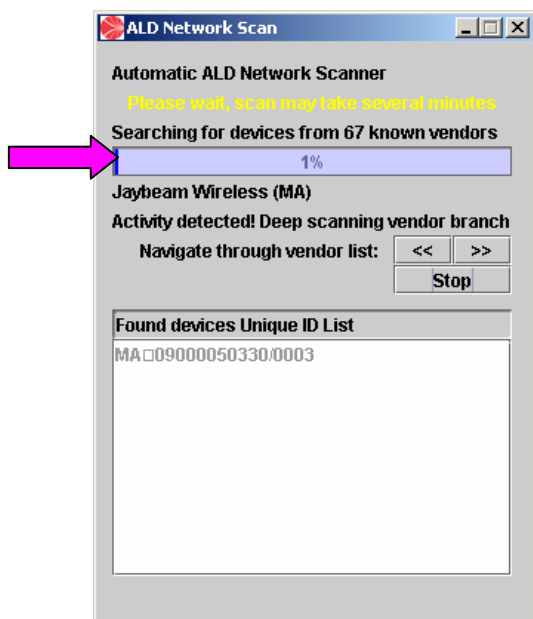 ALD Network Scan
Automatic ALD Network Scanner
Please wait, scan may take several minutes
Searching for devices from 67 known vendors
1%
Jaybeam Wireless (MA)
Activity detected! Deep scanning vendor branch
Navigate through vendor list: << >>
Stop
Found devices Unique ID List
MA□09000050330/0003